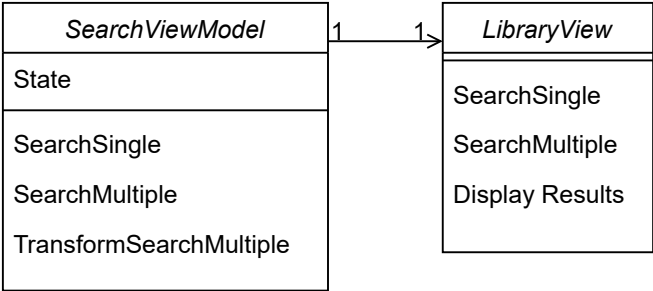 SearchViewModel
State
SearchSingle
SearchMultiple
TransformSearchMultiple
1
1
LibraryView
SearchSingle
SearchMultiple
Display Results